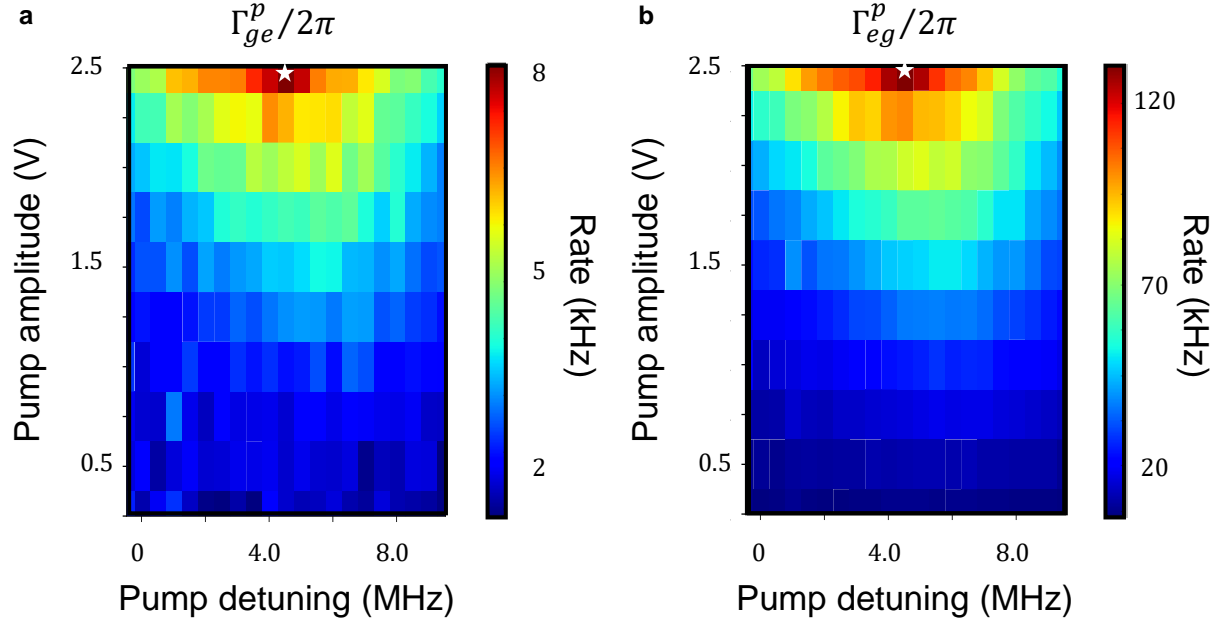 a
Γ^p_ge/2π
2.5
1.5
0.5
Pump amplitude (V)
0
4.0
8.0
Pump detuning (MHz)
8
5
2
Rate (kHz)
b
Γ^p_eg/2π
2.5
1.5
0.5
Pump amplitude (V)
0
4.0
8.0
Pump detuning (MHz)
120
70
20
Rate (kHz)